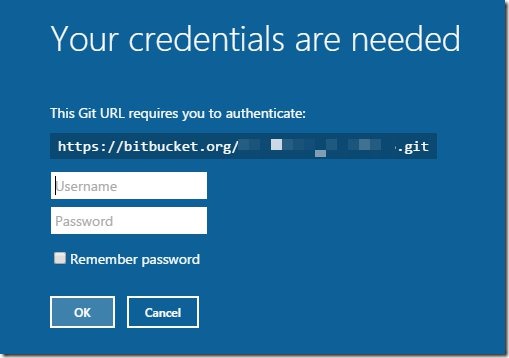 Your credentials are needed
This Git URL requires you to authenticate:
https://bitbucket.org/ .git
Username
Password
Remember password
OK
Cancel